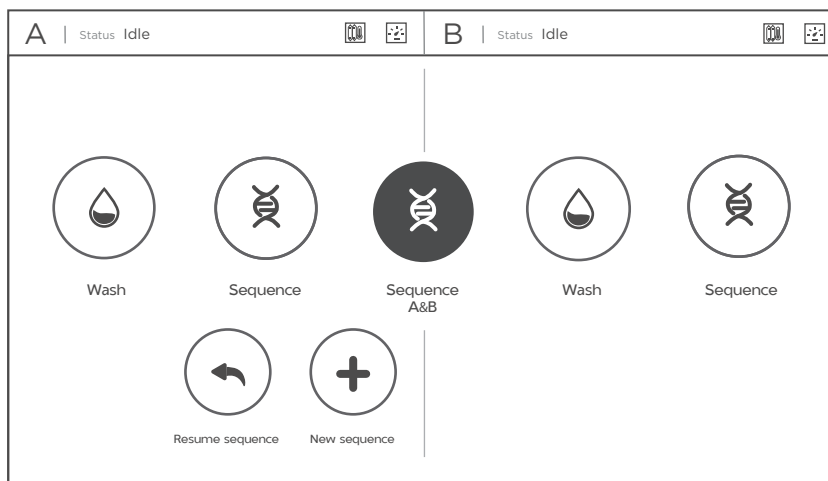 A Status Idle
B Status Idle
Wash
Sequence
Sequence
A&B
Wash
Sequence
Resume sequence
New sequence